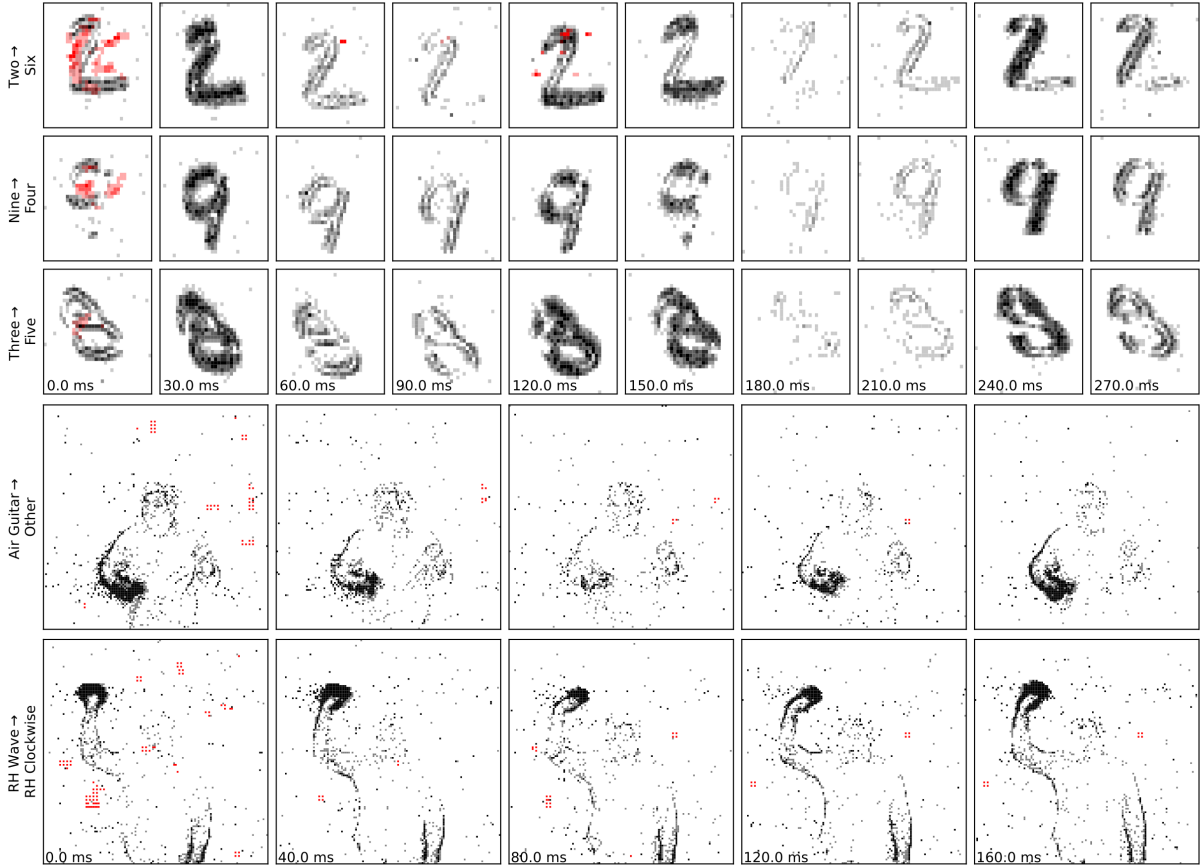 Two→
Six
Nine→
Four
Three→
Five
0.0 ms
30.0 ms
60.0 ms
90.0 ms
120.0 ms
150.0 ms
180.0 ms
210.0 ms
240.0 ms
270.0 ms
Air Guitar→
Other
RH Wave→
RH Clockwise
0.0 ms
40.0 ms
80.0 ms
120.0 ms
160.0 ms